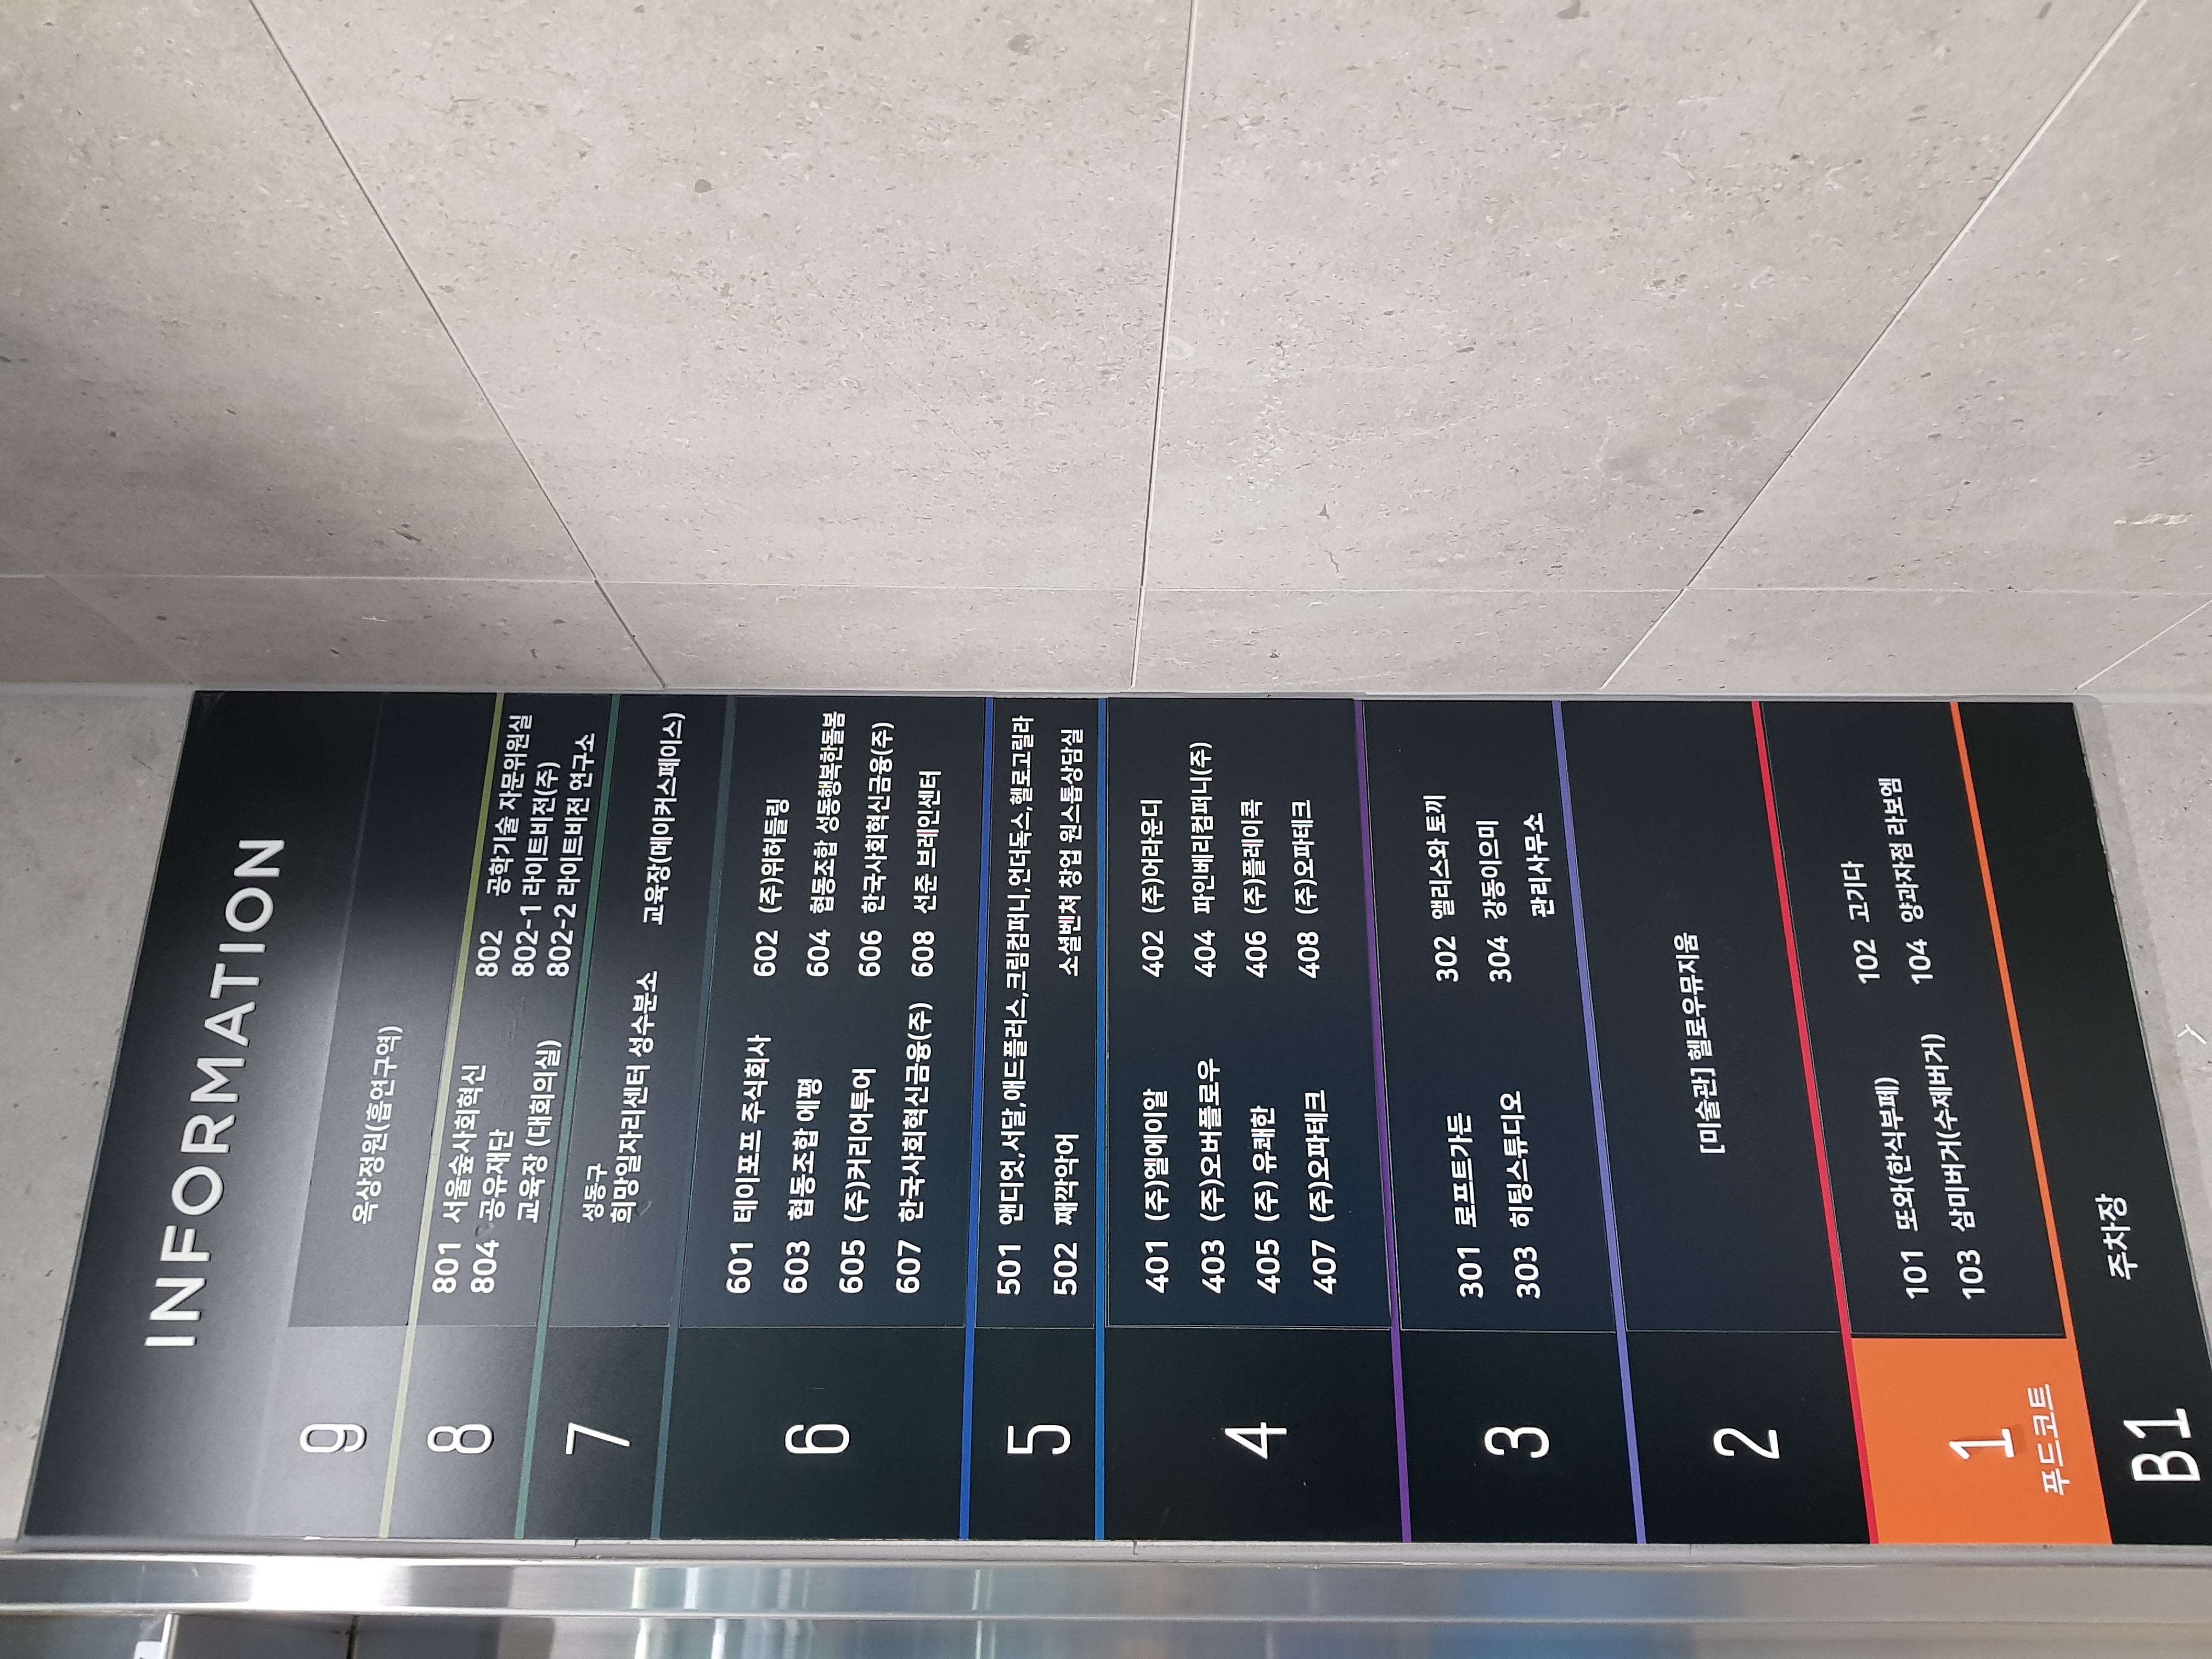 INFORMATION
9 옥상정원(흡연구역)
8
801 서울숲사회혁신
804 공유재단
교육장 (대회의실)
802 공학기술 자문위원실
802-1 라이트비전(주)
802-2 라이트비전 연구소
7
성동구
희망일자리센터 성수분소 교육장(메이커스페이스)
6
601 테이포프 주식회사 602 (주)위허들링
603 협동조합 에평 604 협동조합 성동행복한돌봄
605 (주)커리어투어 606 한국사회혁신금융(주)
607 한국사회혁신금융(주) 608 선준 브레인센터
5
501 앤디엇,서달,애드플러스,크림컴퍼니,언더독스,헬로고릴라
502 째깍악어 소셜벤쳐 창업 원스톱상담실
4
401 (주)엘에이알 402 (주)어라운디
403 (주)오버플로우 404 파인베리컴퍼니(주)
405 (주) 유쾌한 406 (주)플레이콕
407 (주)오파테크 408 (주)오파테크
3
301 로프트가든 302 앨리스와 토끼
303 히팅스튜디오 304 강동이으미
관리사무소
2 [미술관] 헬로우뮤지움
1
푸드코트
101 또와(한식부페) 102 고기다
103 삼미버거(수제버거) 104 양과자점 라보엠
B1 주차장